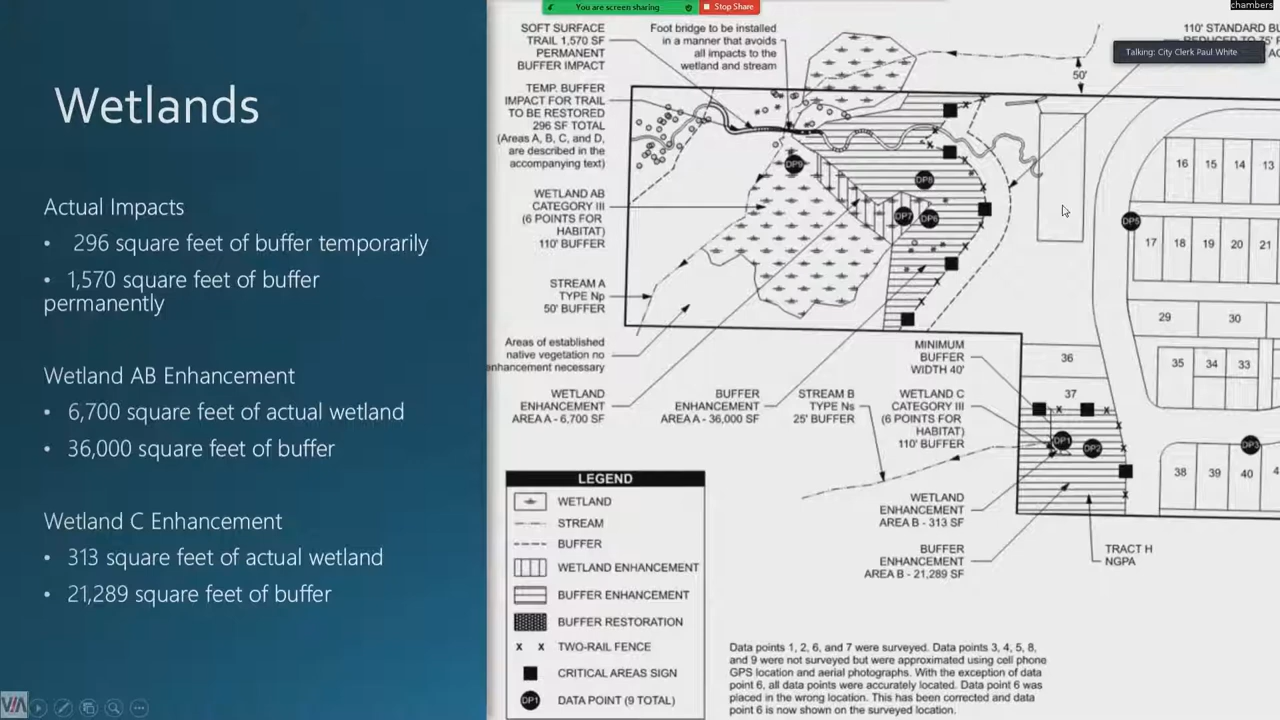 You are screen sharing
Stop Share
chambers
Talking: City Clerk Paul White
Wetlands
Actual Impacts
• 296 square feet of buffer temporarily
• 1,570 square feet of buffer
permanently
Wetland AB Enhancement
• 6,700 square feet of actual wetland
• 36,000 square feet of buffer
Wetland C Enhancement
• 313 square feet of actual wetland
• 21,289 square feet of buffer
SOFT SURFACE
TRAIL 1,570 SF
PERMANENT
BUFFER IMPACT
Foot bridge to be installed
in a manner that avoids
all impacts to the
wetland and stream
110' STANDARD
50'
TEMP. BUFFER
IMPACT FOR TRAIL
TO BE RESTORED
296 SF TOTAL
(Areas A, B, C, and D,
are described in the
accompanying text)
WETLAND AB
CATEGORY III
(6 POINTS FOR
HABITAT)
110' BUFFER
STREAM A
TYPE Np
50' BUFFER
Areas of established
native vegetation no
enhancement necessary
WETLAND
ENHANCEMENT
AREA A - 6,700 SF
BUFFER
ENHANCEMENT
AREA A - 36,000 SF
STREAM B
TYPE Ns
25' BUFFER
MINIMUM
BUFFER
WIDTH 40'
WETLAND C
CATEGORY III
(6 POINTS FOR
HABITAT)
110' BUFFER
WETLAND
ENHANCEMENT
AREA B - 313 SF
BUFFER
ENHANCEMENT
AREA B - 21,289 SF
TRACT H
NGPA
DP9
DP8
DP7
DP6
DP5
DP1
DP2
DP3
16
15
14
13
17
18
19
20
21
29
30
36
35
34
33
37
38
39
40
LEGEND
WETLAND
STREAM
BUFFER
WETLAND ENHANCEMENT
BUFFER ENHANCEMENT
BUFFER RESTORATION
x x TWO-RAIL FENCE
CRITICAL AREAS SIGN
DP1 DATA POINT (9 TOTAL)
Data points 1, 2, 6, and 7 were surveyed. Data points 3, 4, 5, 8,
and 9 were not surveyed but were approximated using cell phone
GPS location and aerial photographs. With the exception of data
point 6, all data points were accurately located. Data point 6 was
placed in the wrong location. This has been corrected and data
point 6 is now shown on the surveyed location.
VIA